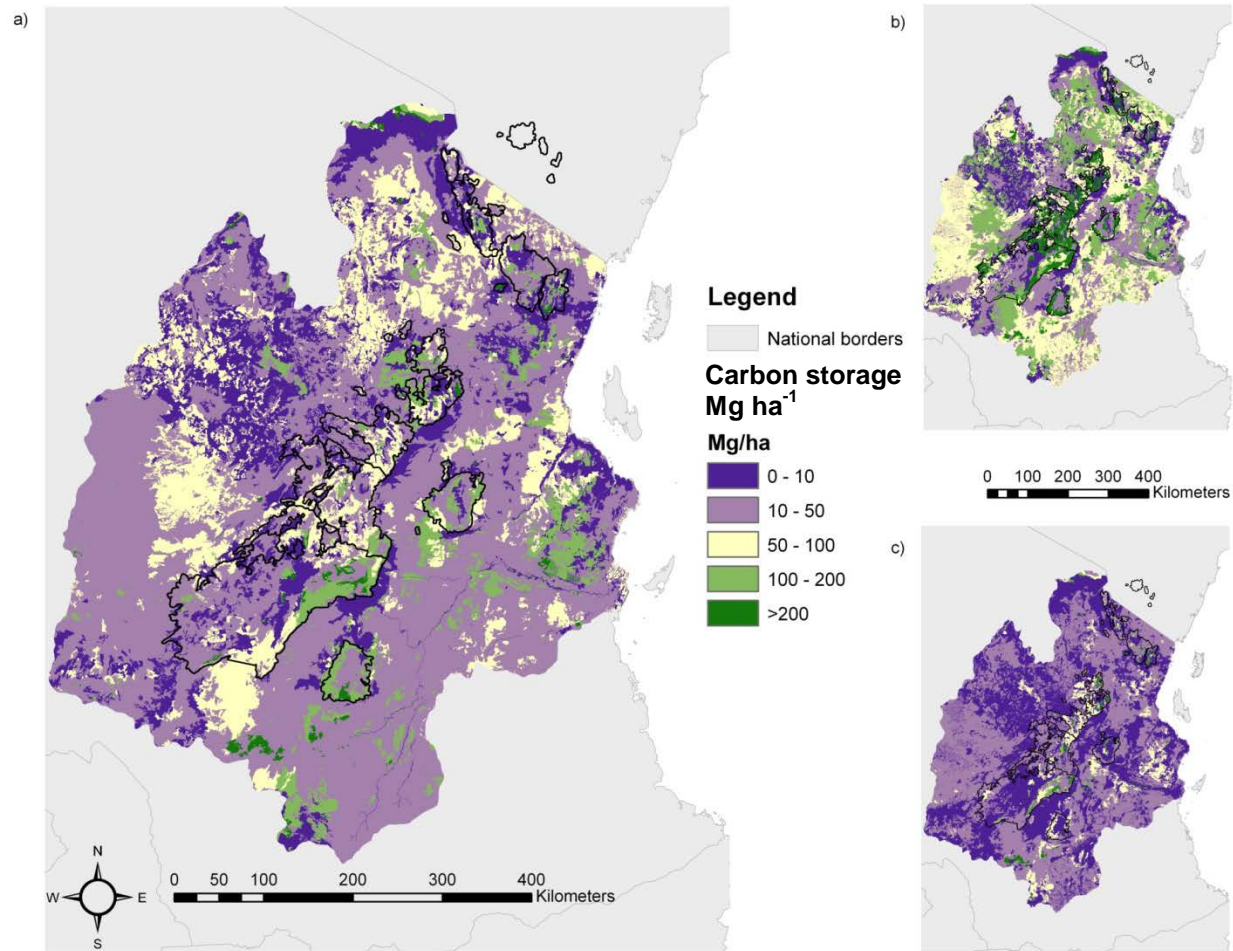 a)
b)
Legend
National borders
Carbon storage
Mg ha-1
Mg/ha
0 - 10
10 - 50
50 - 100
100 - 200
>200
0 100 200 300 400
Kilometers
c)
N
W E
S
0 50 100 200 300 400
Kilometers